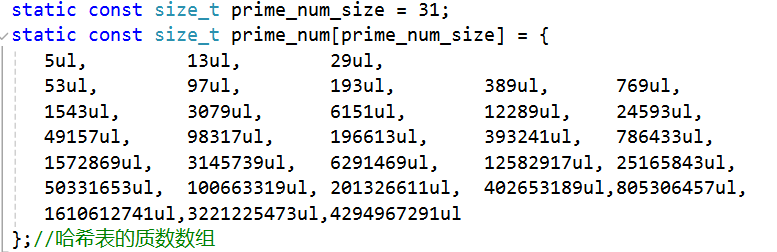 static const size_t prime_num_size = 31;
static const size_t prime_num[prime_num_size] = {
5ul, 13ul, 29ul,
53ul, 97ul, 193ul, 389ul, 769ul,
1543ul, 3079ul, 6151ul, 12289ul, 24593ul,
49157ul, 98317ul, 196613ul, 393241ul, 786433ul,
1572869ul, 3145739ul, 6291469ul, 12582917ul, 25165843ul,
50331653ul, 100663319ul, 201326611ul, 402653189ul,805306457ul,
1610612741ul,3221225473ul,4294967291ul
};//哈希表的质数数组